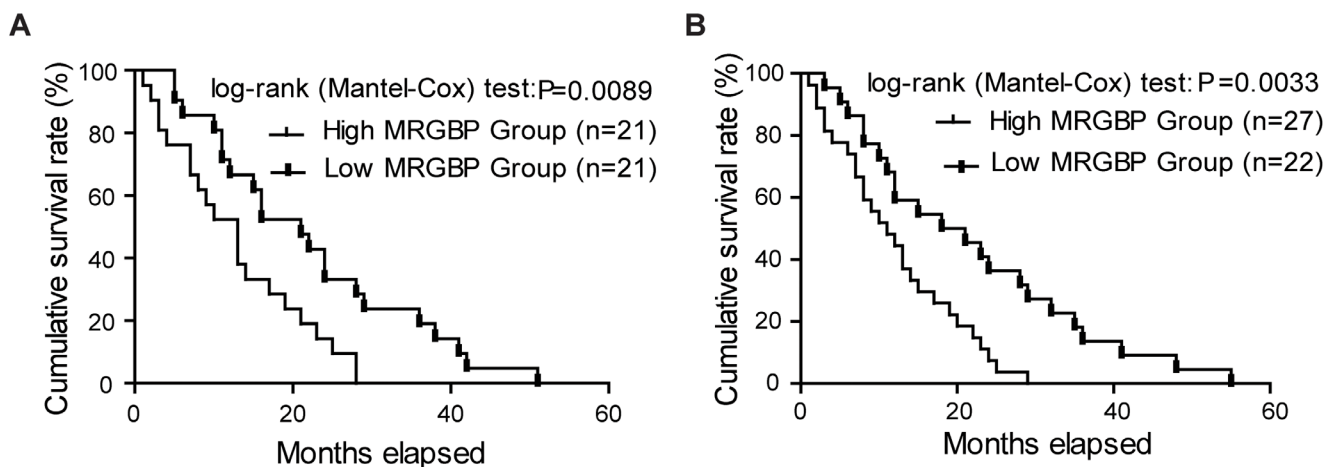 A
Cumulative survival rate (%)
100
80
60
40
20
0
log-rank (Mantel-Cox) test:P=0.0089
High MRGBP Group (n=21)
Low MRGBP Group (n=21)
0 20 40 60
Months elapsed
B
Cumulative survival rate (%)
100
80
60
40
20
0
log-rank (Mantel-Cox) test: P=0.0033
High MRGBP Group (n=27)
Low MRGBP Group (n=22)
0 20 40 60
Months elapsed